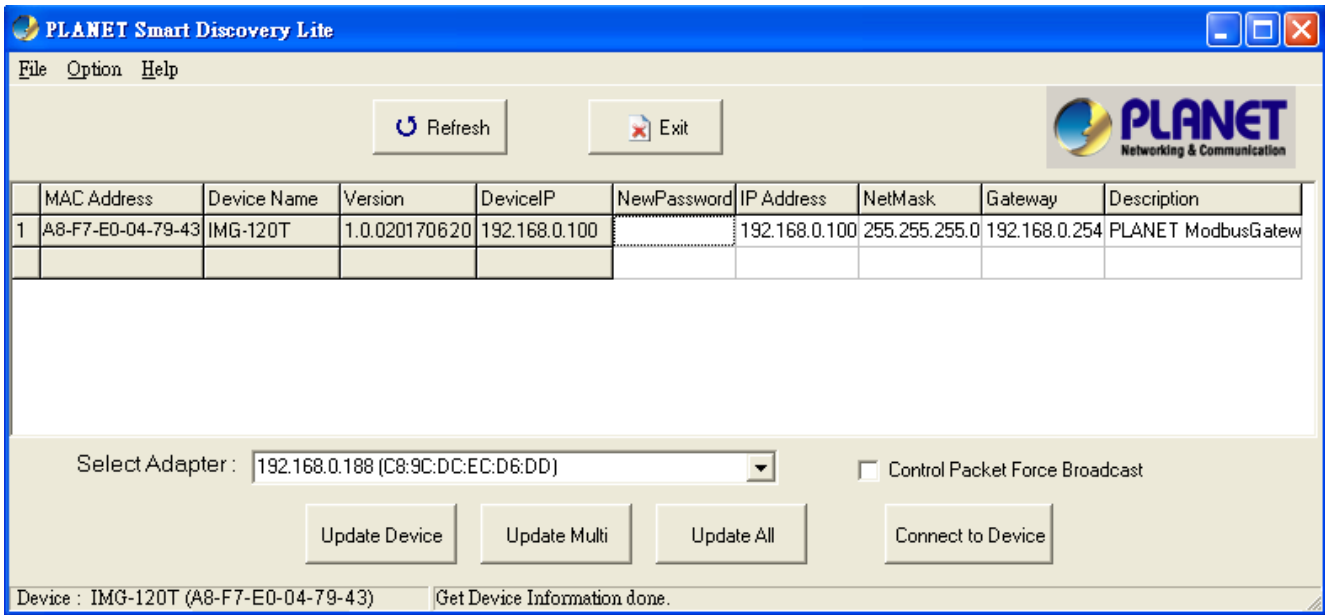 PLANET Smart Discovery Lite
File Option Help
Refresh Exit
PLANET
Networking & Communication
MAC Address Device Name Version DeviceIP NewPassword IP Address NetMask Gateway Description
1 A8-F7-E0-04-79-43 IMG-120T 1.0.020170620 192.168.0.100 192.168.0.100 255.255.255.0 192.168.0.254 PLANET ModbusGatew
Select Adapter : 192.168.0.188 (C8:9C:DC:EC:D6:DD) Control Packet Force Broadcast
Update Device Update Multi Update All Connect to Device
Device : IMG-120T (A8-F7-E0-04-79-43) Get Device Information done.